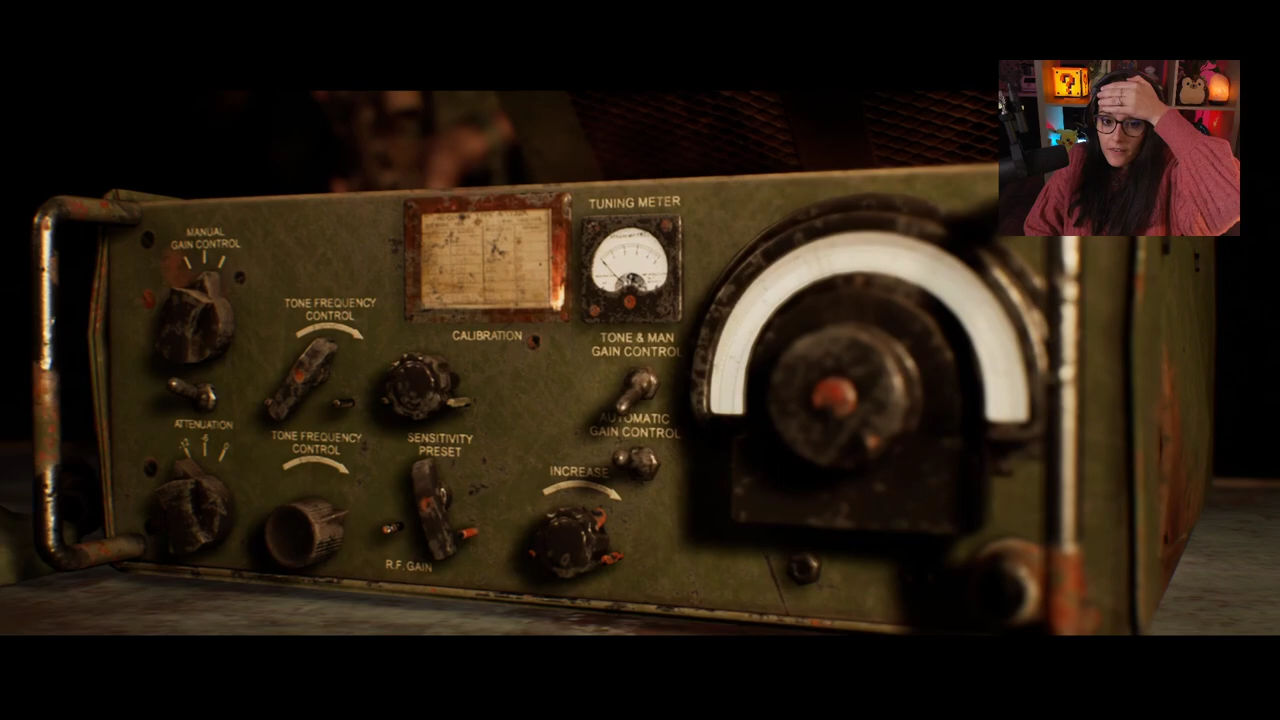 MANUAL
GAIN CONTROL
TONE FREQUENCY
CONTROL
ATTENUATION
TONE FREQUENCY
CONTROL
CALIBRATION
SENSITIVITY
PRESET
R.F. GAIN
TUNING METER
TONE & MAN
GAIN CONTROL
AUTOMATIC
GAIN CONTROL
INCREASE
?